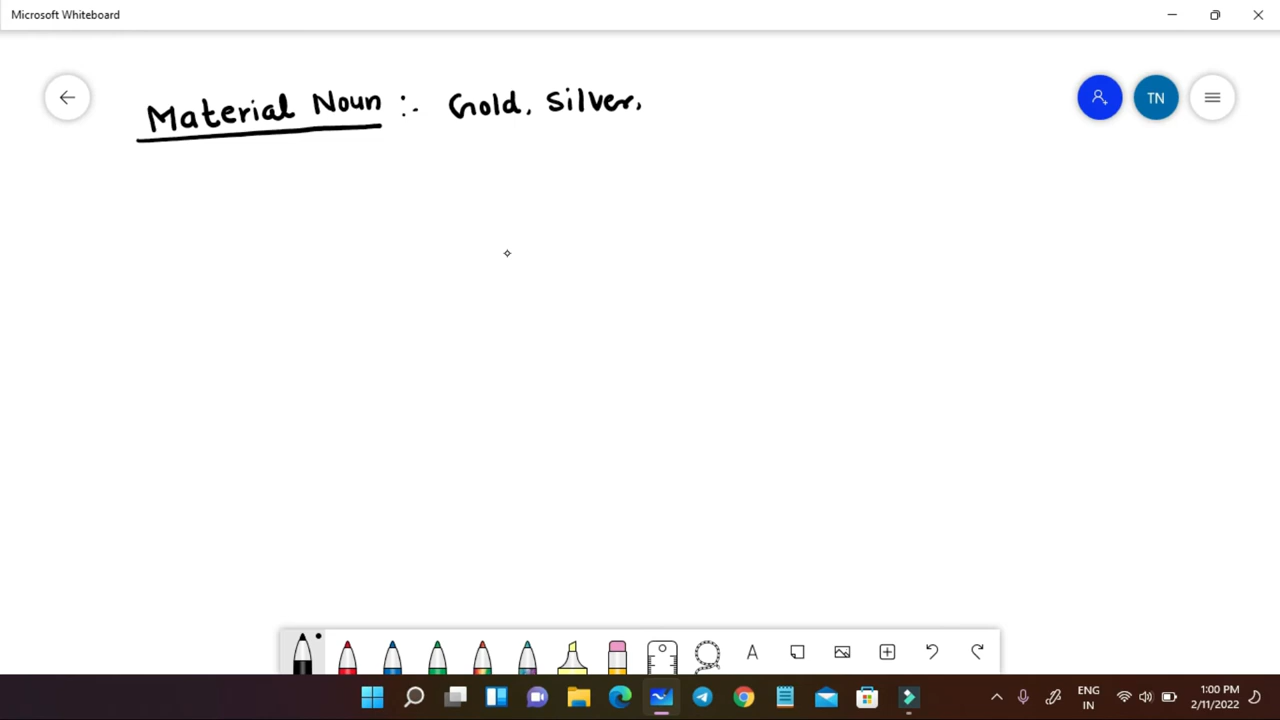 Microsoft Whiteboard
Material Noun :- Gold, Silver,
TN
A
ENG
IN
1:00 PM
2/11/2022